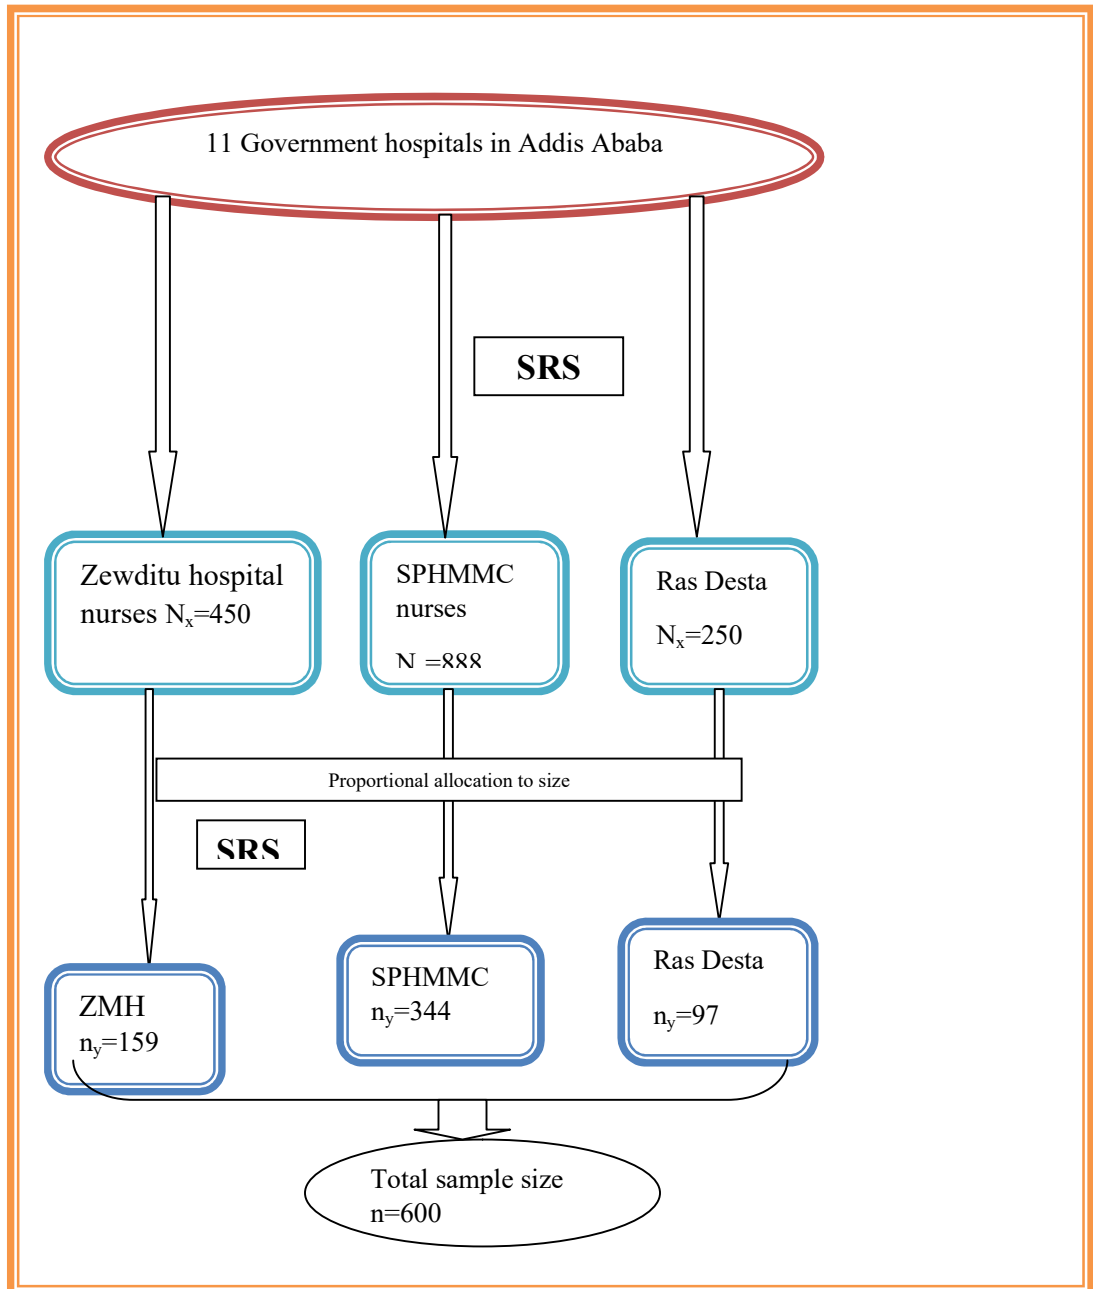 11 Government hospitals in Addis Ababa
SRS
Zewditu hospital
nurses Nx=450
SPHMMC
nurses
N =888
Ras Desta
Nx=250
Proportional allocation to size
SRS
ZMH
ny=159
SPHMMC
ny=344
Ras Desta
ny=97
Total sample size
n=600